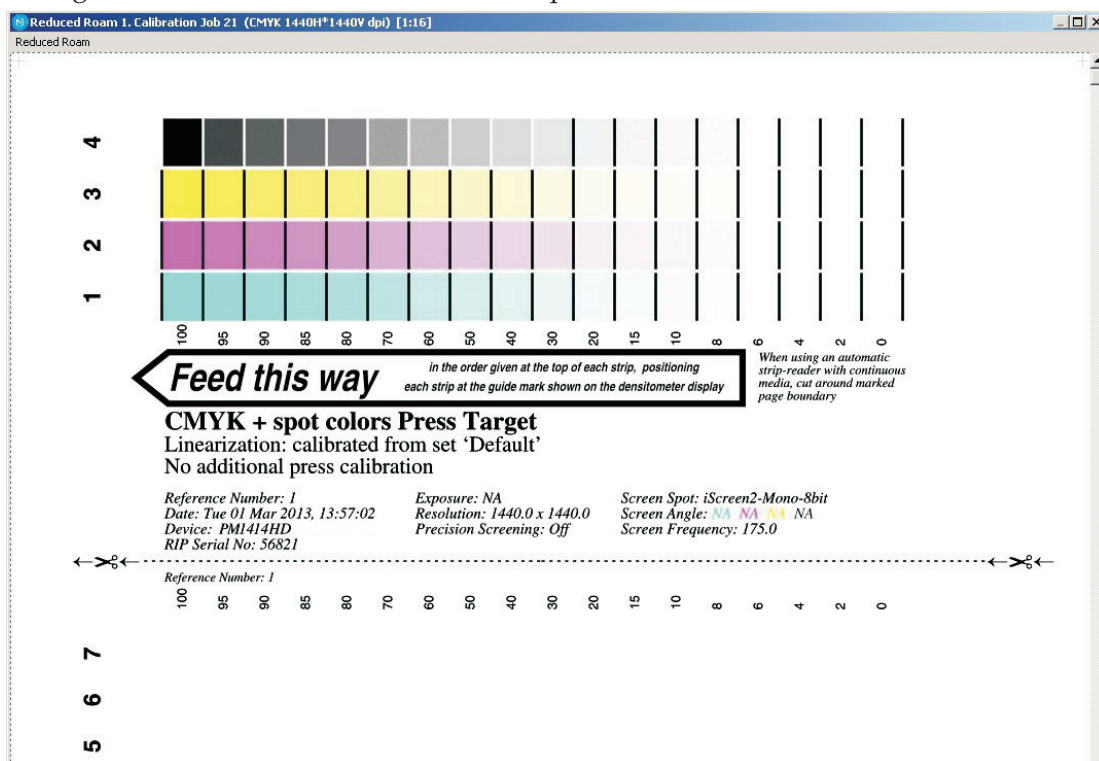 Reduced Roam 1. Calibration Job 21 (CMYK 1440H*1440V dpi) [1:16]
Reduced Roam
4
3
2
1
100 95 90 85 80 70 60 50 40 30 20 15 10 8 6 4 2 0
Feed this way
in the order given at the top of each strip, positioning
each strip at the guide mark shown on the densitometer display
When using an automatic
strip-reader with continuous
media, cut around marked
page boundary
CMYK + spot colors Press Target
Linearization: calibrated from set ‘Default’
No additional press calibration
Reference Number: 1
Date: Tue 01 Mar 2013, 13:57:02
Device: PM1414HD
RIP Serial No: 56821
Exposure: NA
Resolution: 1440.0 x 1440.0
Precision Screening: Off
Screen Spot: iScreen2-Mono-8bit
Screen Angle: NA NA NA NA
Screen Frequency: 175.0
Reference Number: 1
100 95 90 85 80 70 60 50 40 30 20 15 10 8 6 4 2 0
7
6
5